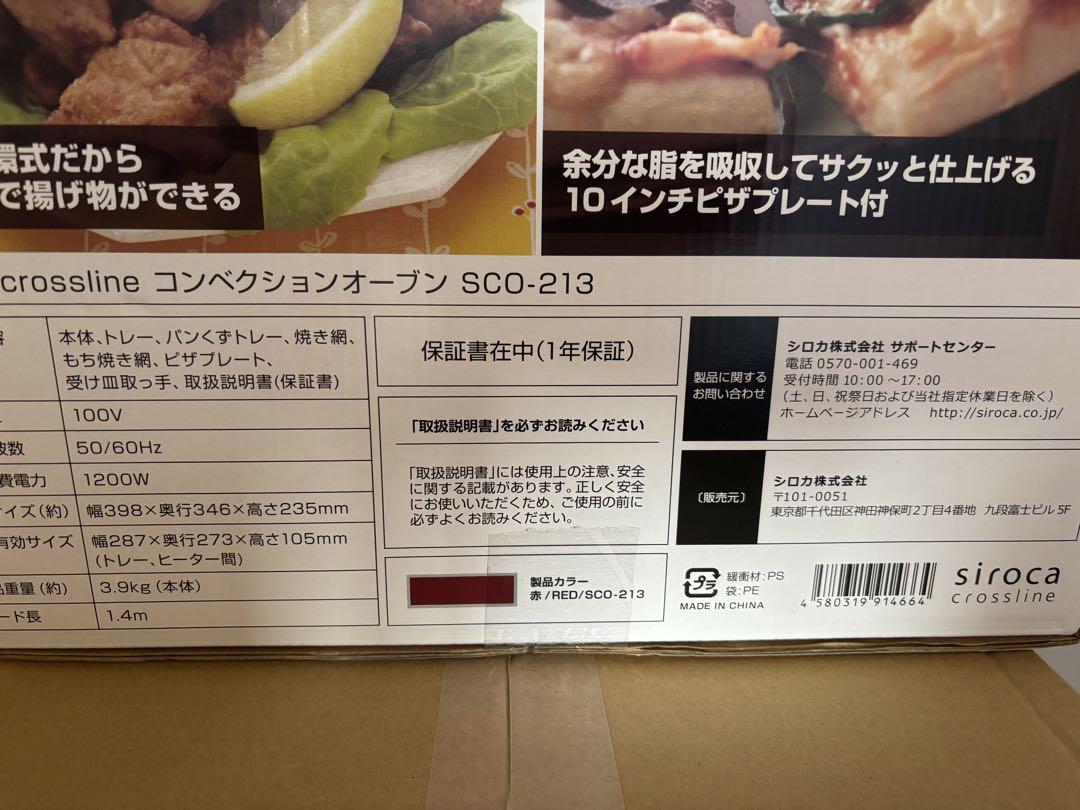 環式だから
で揚げ物ができる
余分な脂を吸収してサクッと仕上げる
10インチピザプレート付
crossline コンベクションオーブン SCO-213
本体、トレー、パンくずトレー、焼き網、
もち焼き網、ピザプレート、
受け皿取っ手、取扱説明書(保証書)
100V
波数 50/60Hz
費電力 1200W
イズ(約) 幅398×奥行346×高さ235mm
有効サイズ 幅287×奥行273×高さ105mm
(トレー、ヒーター間)
品重量(約) 3.9kg(本体)
ード長 1.4m
保証書在中(1年保証)
「取扱説明書」を必ずお読みください
「取扱説明書」には使用上の注意、安全
に関する記載があります。正しく安全
にお使いいただくため、ご使用の前に
必ずよくお読みください。
製品カラー
赤/RED/SCO-213
製品に関する
お問い合わせ
シロカ株式会社 サポートセンター
電話 0570-001-469
受付時間 10:00〜17:00
(土、日、祝祭日および当社指定休業日を除く)
ホームページアドレス http://siroca.co.jp/
〔販売元〕
シロカ株式会社
〒101-0051
東京都千代田区神田神保町2丁目4番地 九段富士ビル5F
プラ
緩衝材:PS
袋:PE
MADE IN CHINA
4 580319 914664
siroca
crossline